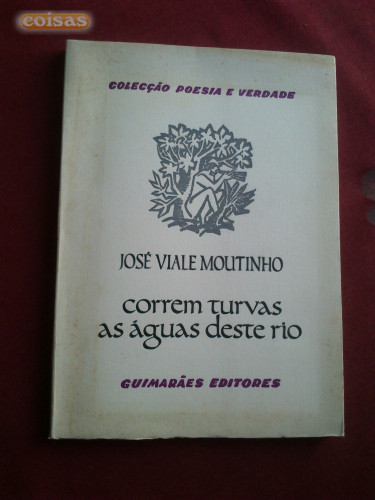 coisas
COLECÇÃO POESIA E VERDADE
JOSÉ VIALE MOUTINHO
correm turvas
as águas deste rio
GUIMARÃES EDITORES